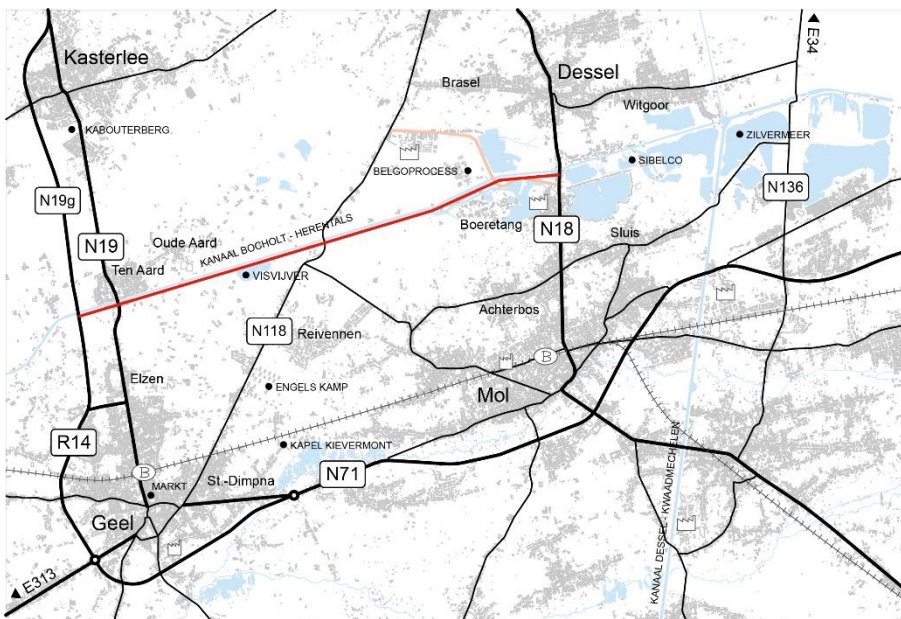 Kasterlee
Brasel
Dessel
E34
Witgoor
KABOUTERBERG
ZILVERMEER
SIBELCO
BELGOPROCESS
N136
N19g
Boeretang
N18
Sluis
N19
Oude Aard
KANAAL BOCHOLT - HERENTALS
Ten Aard
VISVIJVER
Achterbos
N118
Reivennen
B
Elzen
ENGELS KAMP
Mol
R14
KAPEL KIEVERMONT
B
St.-Dimpna
N71
MARKT
Geel
KANAAL DESSEL - KWAADMECHELEN
E313